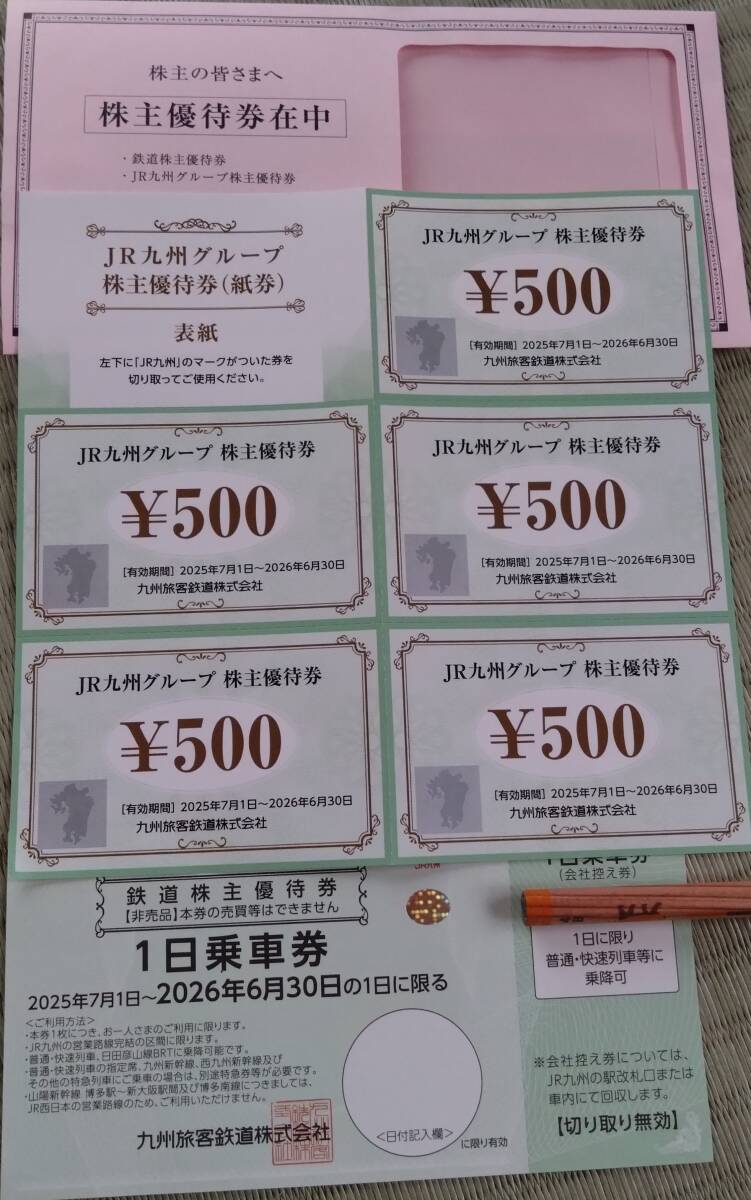 株主の皆さまへ
株主優待券在中
・鉄道株主優待券
・JR九州グループ株主優待券
JR九州グループ
株主優待券(紙券)
表紙
左下に「JR九州」のマークがついた券を
切り取ってご使用ください。
JR九州グループ 株主優待券
¥500
[有効期間] 2025年7月1日~2026年6月30日
九州旅客鉄道株式会社
JR九州グループ 株主優待券
¥500
[有効期間] 2025年7月1日~2026年6月30日
九州旅客鉄道株式会社
JR九州グループ 株主優待券
¥500
[有効期間] 2025年7月1日~2026年6月30日
九州旅客鉄道株式会社
JR九州グループ 株主優待券
¥500
[有効期間] 2025年7月1日~2026年6月30日
九州旅客鉄道株式会社
JR九州グループ 株主優待券
¥500
[有効期間] 2025年7月1日~2026年6月30日
九州旅客鉄道株式会社
鉄道株主優待券
【非売品】本券の売買等はできません
1日乗車券
2025年7月1日~2026年6月30日の1日に限る
<ご利用方法>
・本券1枚につき、お一人さまのご利用に限ります。
・JR九州の営業路線完結の区間に限ります。
・普通・快速列車、日田彦山線BRTに乗降可能です。
・普通・快速列車の指定席、九州新幹線、西九州新幹線及び
その他の特急列車にご乗車の場合は、別途特急券等が必要です。
・山陽新幹線 博多駅~新大阪駅間及び博多南線につきましては、
JR西日本の営業路線のため、ご利用いただけません。
九州旅客鉄道株式会社
<日付記入欄>
に限り有効
1日乗車券
(会社控え券)
1日に限り
普通・快速列車等に
乗降可
※会社控え券については、
JR九州の駅改札口または
車内にて回収します。
【切り取り無効】